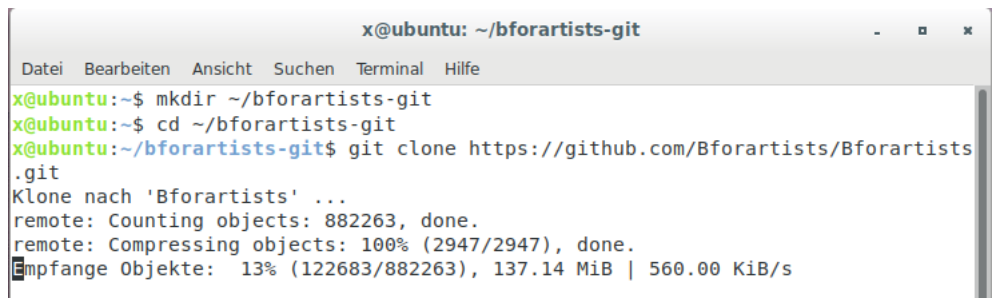 x@ubuntu: ~/bforartists-git
Datei Bearbeiten Ansicht Suchen Terminal Hilfe
x@ubuntu:~$ mkdir ~/bforartists-git
x@ubuntu:~$ cd ~/bforartists-git
x@ubuntu:~/bforartists-git$ git clone https://github.com/Bforartists/Bforartists
.git
Klone nach 'Bforartists' ...
remote: Counting objects: 882263, done.
remote: Compressing objects: 100% (2947/2947), done.
Empfange Objekte:  13% (122683/882263), 137.14 MiB | 560.00 KiB/s